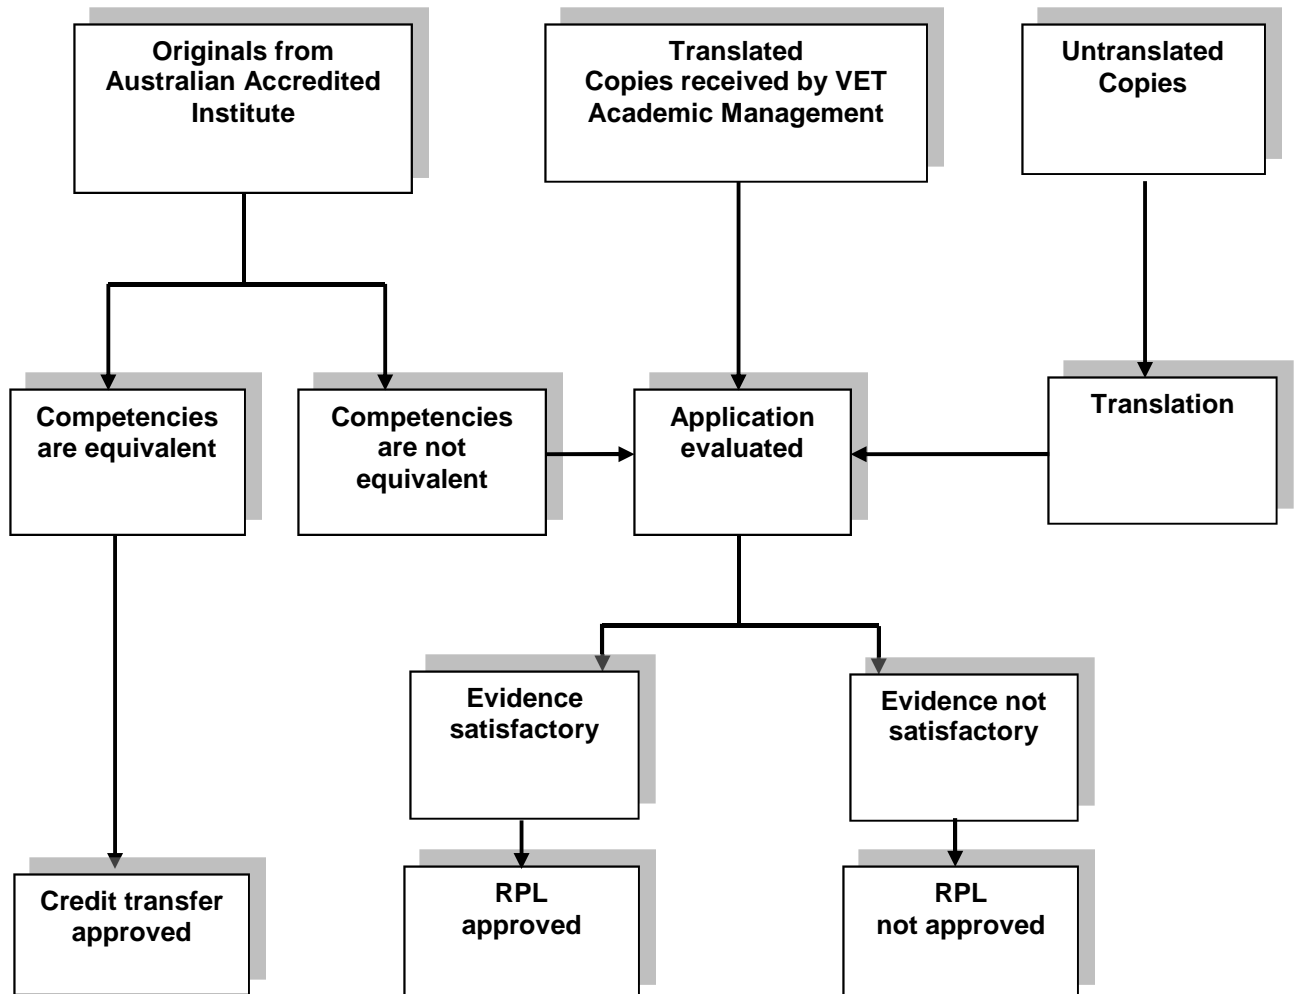 Originals from
Australian Accredited
Institute
Translated
Copies received by VET
Academic Management
Untranslated
Copies
Competencies
are equivalent
Competencies
are not
equivalent
Application
evaluated
Translation
Evidence
satisfactory
Evidence not
satisfactory
Credit transfer
approved
RPL
approved
RPL
not approved